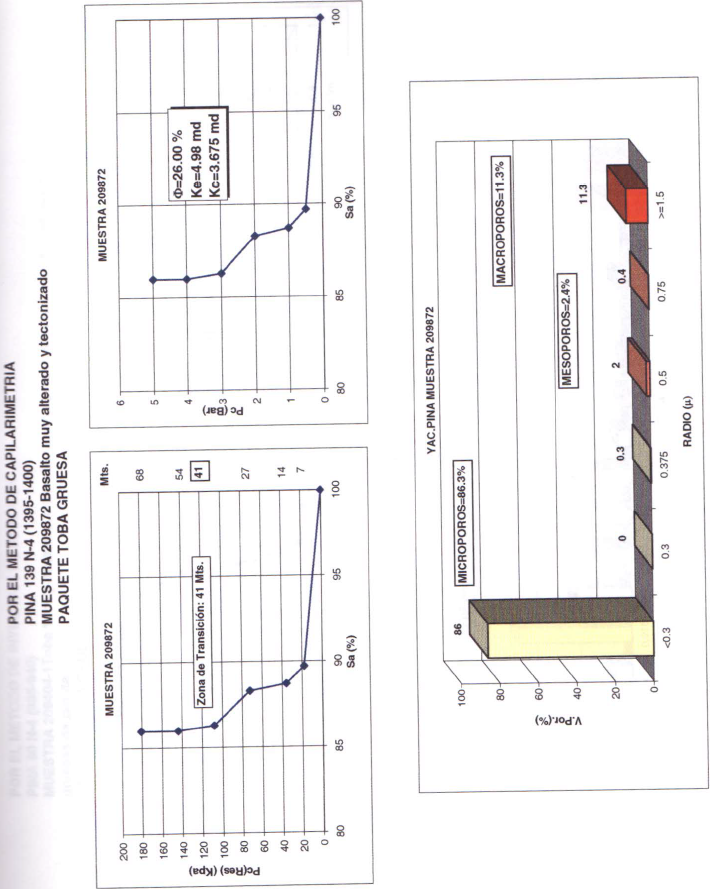 POR EL METODO DE CAPILARIMETRIA
PINA 139 N-4 (1395-1400)
MUESTRA 209872 Basalto muy alterado y tectonizado
PAQUETE TOBA GRUESA
MUESTRA 209872
Mts.
200
180
160
140
120
100
80
60
40
20
0
Pc(Res) (Kpa)
68
54
41
27
14
7
Zona de Transición: 41 Mts.
80
85
90
95
100
Sa (%)
MUESTRA 209872
6
5
4
3
2
1
0
Pc (Bar)
Φ=26.00 %
Ke=4.98 md
Kc=3.675 md
80
85
90
95
100
Sa (%)
YAC.PINA MUESTRA 209872
MICROPOROS=86.3%
MESOPOROS=2.4%
MACROPOROS=11.3%
100
80
60
40
20
0
V.Por.(%)
86
0
0.3
2
0.4
11.3
<0.3
0.3
0.375
0.5
0.75
>=1.5
RADIO (μ)